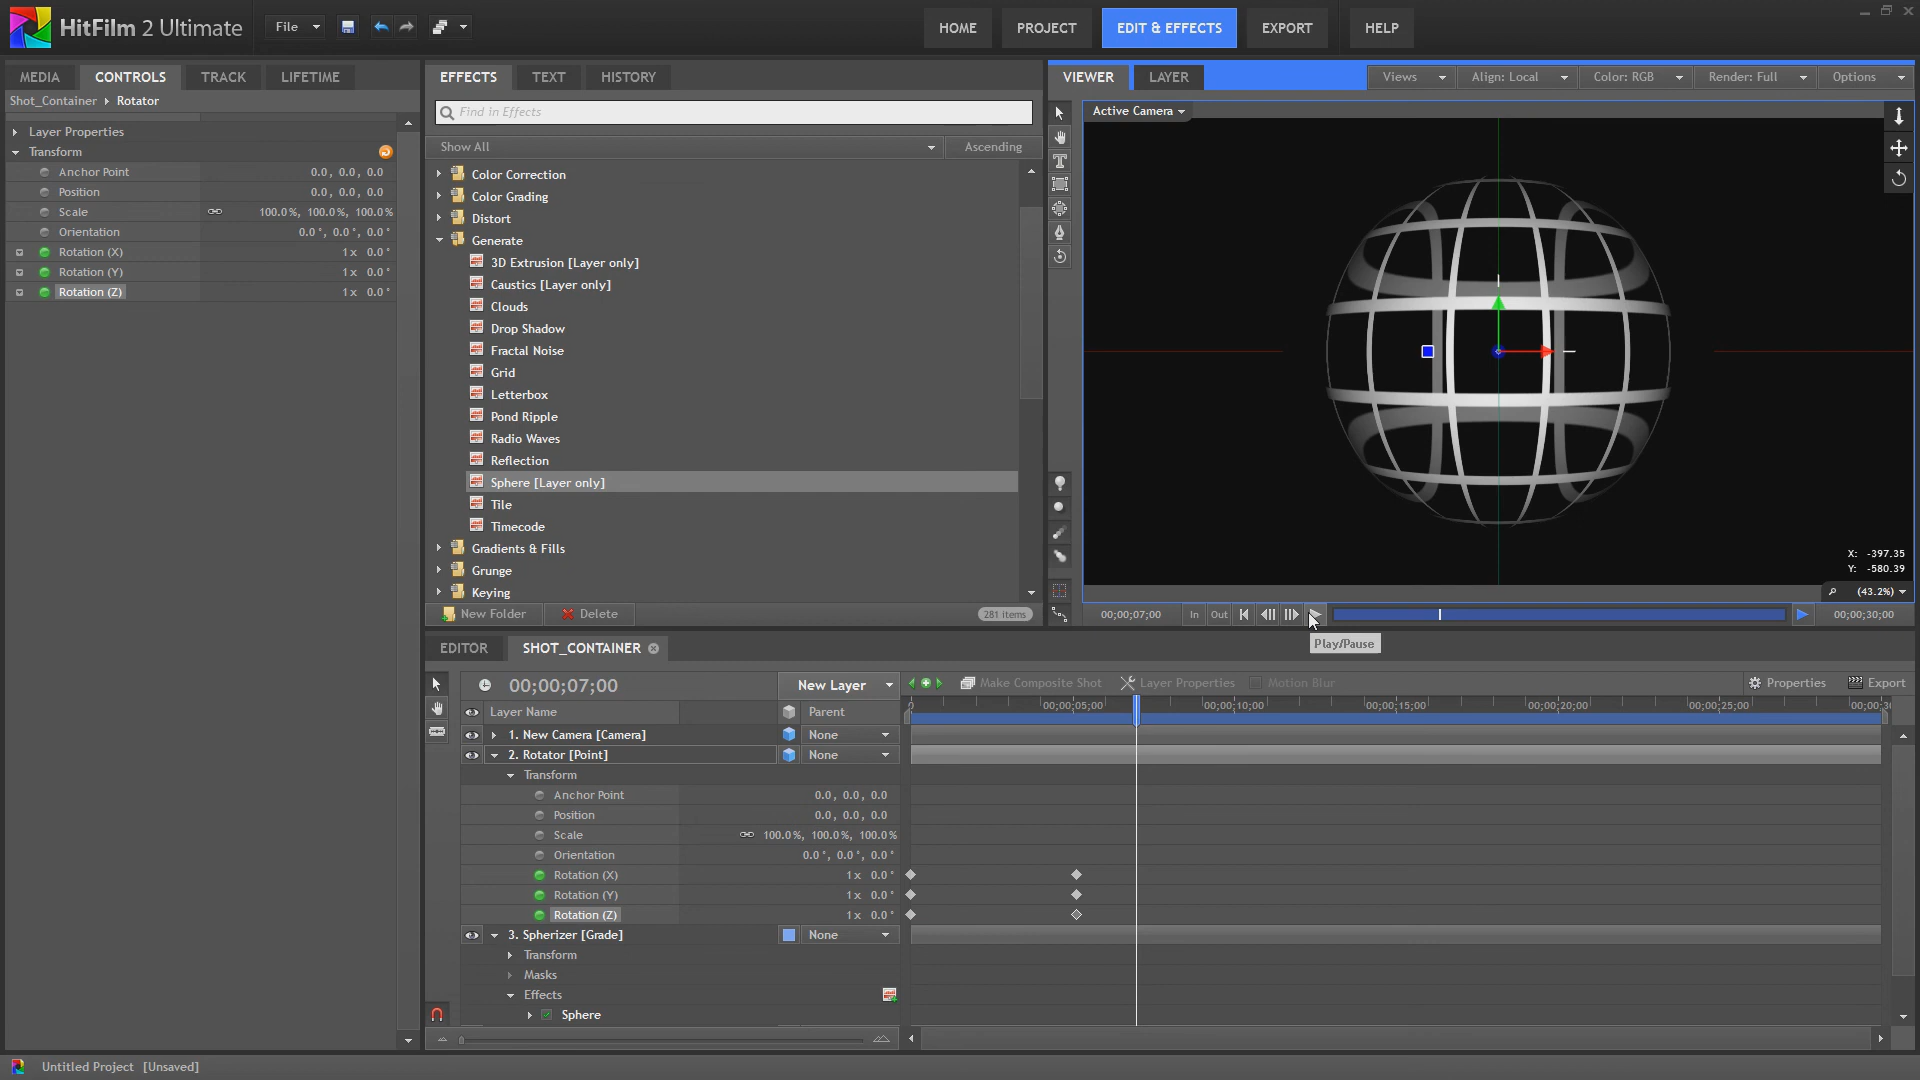 HitFilm 2 Ultimate
File
HOME
PROJECT
EDIT & EFFECTS
EXPORT
HELP
MEDIA
CONTROLS
TRACK
LIFETIME
Shot_Container Rotator
Layer Properties
Transform
Anchor Point 0.0, 0.0, 0.0
Position 0.0, 0.0, 0.0
Scale 100.0%, 100.0%, 100.0%
Orientation 0.0°, 0.0°, 0.0°
Rotation (X) 1x 0.0°
Rotation (Y) 1x 0.0°
Rotation (Z) 1x 0.0°
EFFECTS
TEXT
HISTORY
Find in Effects
Show All
Ascending
Color Correction
Color Grading
Distort
Generate
3D Extrusion [Layer only]
Caustics [Layer only]
Clouds
Drop Shadow
Fractal Noise
Grid
Letterbox
Pond Ripple
Radio Waves
Reflection
Sphere [Layer only]
Tile
Timecode
Gradients & Fills
Grunge
Keying
New Folder
Delete
281 items
VIEWER
LAYER
Views
Align: Local
Color: RGB
Render: Full
Options
Active Camera
X: -397.35
Y: -580.39
(43.2%)
00;00;07;00
In
Out
00;00;30;00
Play/Pause
EDITOR
SHOT_CONTAINER
00;00;07;00
New Layer
Make Composite Shot
Layer Properties
Motion Blur
Properties
Export
Layer Name
Parent
0 00;00;05;00 00;00;10;00 00;00;15;00 00;00;20;00 00;00;25;00 00;00;30
1. New Camera [Camera] None
2. Rotator [Point] None
Transform
Anchor Point 0.0, 0.0, 0.0
Position 0.0, 0.0, 0.0
Scale 100.0%, 100.0%, 100.0%
Orientation 0.0°, 0.0°, 0.0°
Rotation (X) 1x 0.0°
Rotation (Y) 1x 0.0°
Rotation (Z) 1x 0.0°
3. Spherizer [Grade] None
Transform
Masks
Effects
Sphere
Untitled Project [Unsaved]